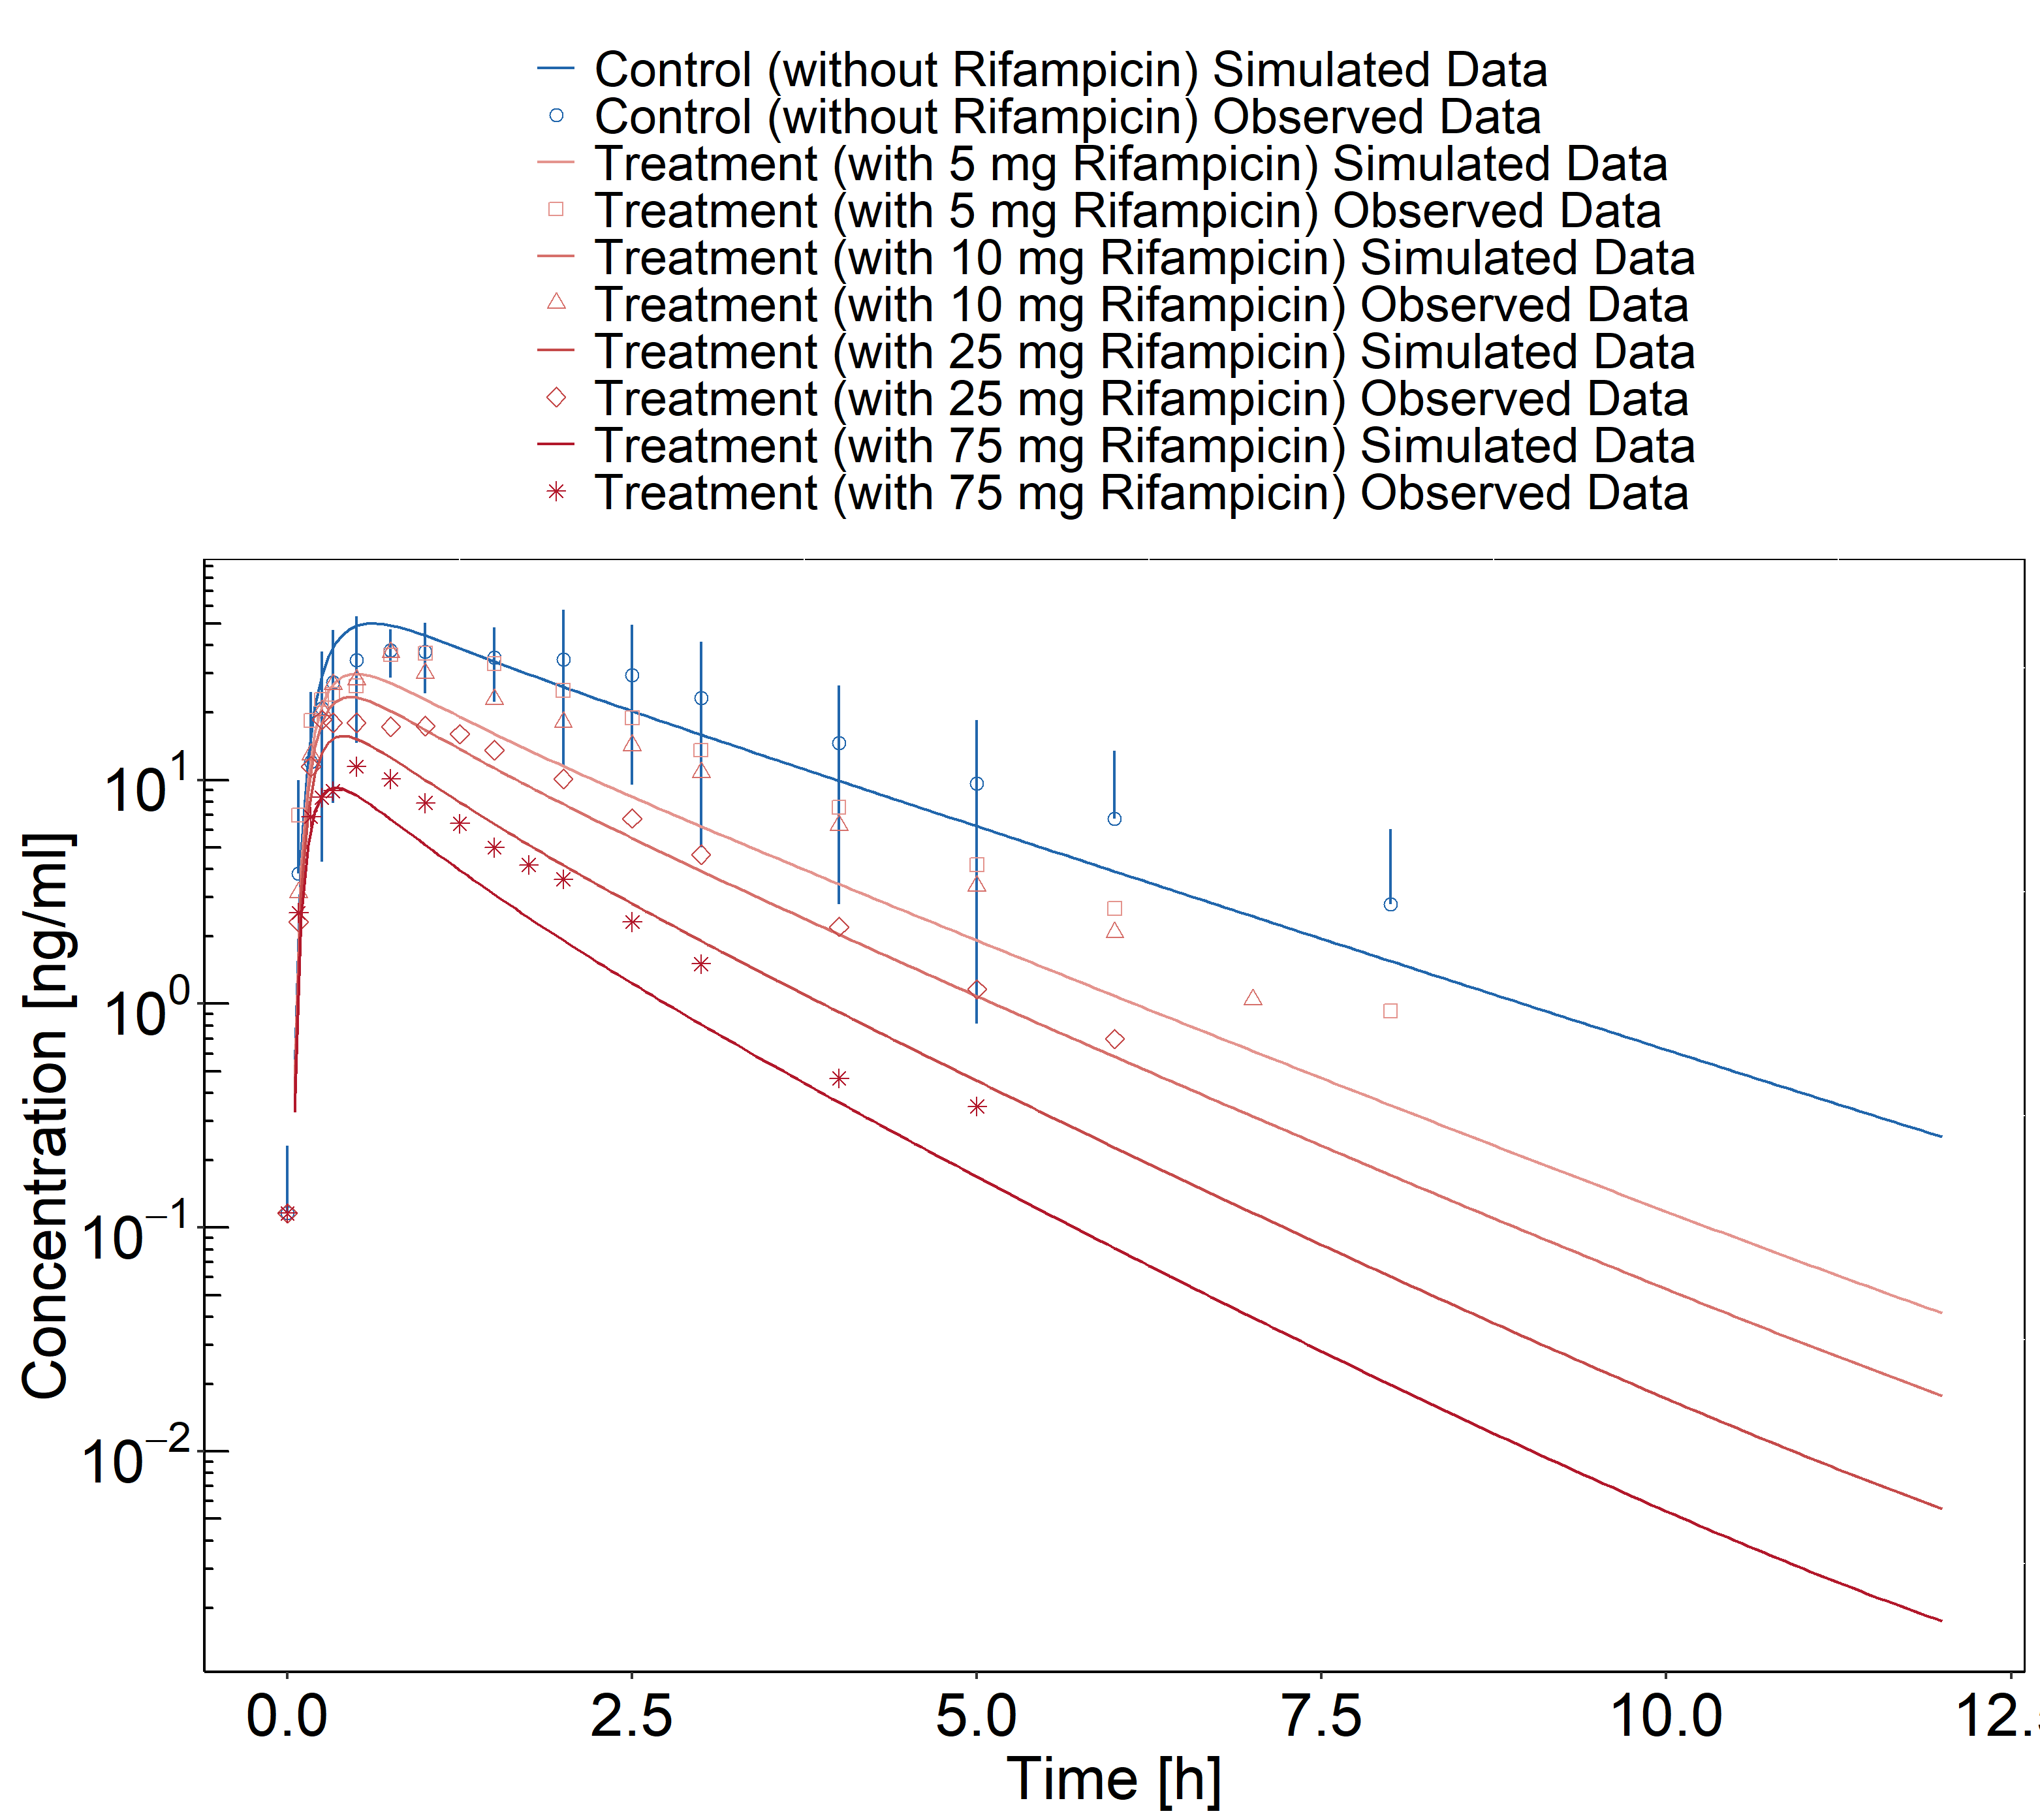 Control (without Rifampicin) Simulated Data
Control (without Rifampicin) Observed Data
Treatment (with 5 mg Rifampicin) Simulated Data
Treatment (with 5 mg Rifampicin) Observed Data
Treatment (with 10 mg Rifampicin) Simulated Data
Treatment (with 10 mg Rifampicin) Observed Data
Treatment (with 25 mg Rifampicin) Simulated Data
Treatment (with 25 mg Rifampicin) Observed Data
Treatment (with 75 mg Rifampicin) Simulated Data
Treatment (with 75 mg Rifampicin) Observed Data
Concentration [ng/ml]
10¹
10⁰
10⁻¹
10⁻²
0.0 2.5 5.0 7.5 10.0 12.
Time [h]